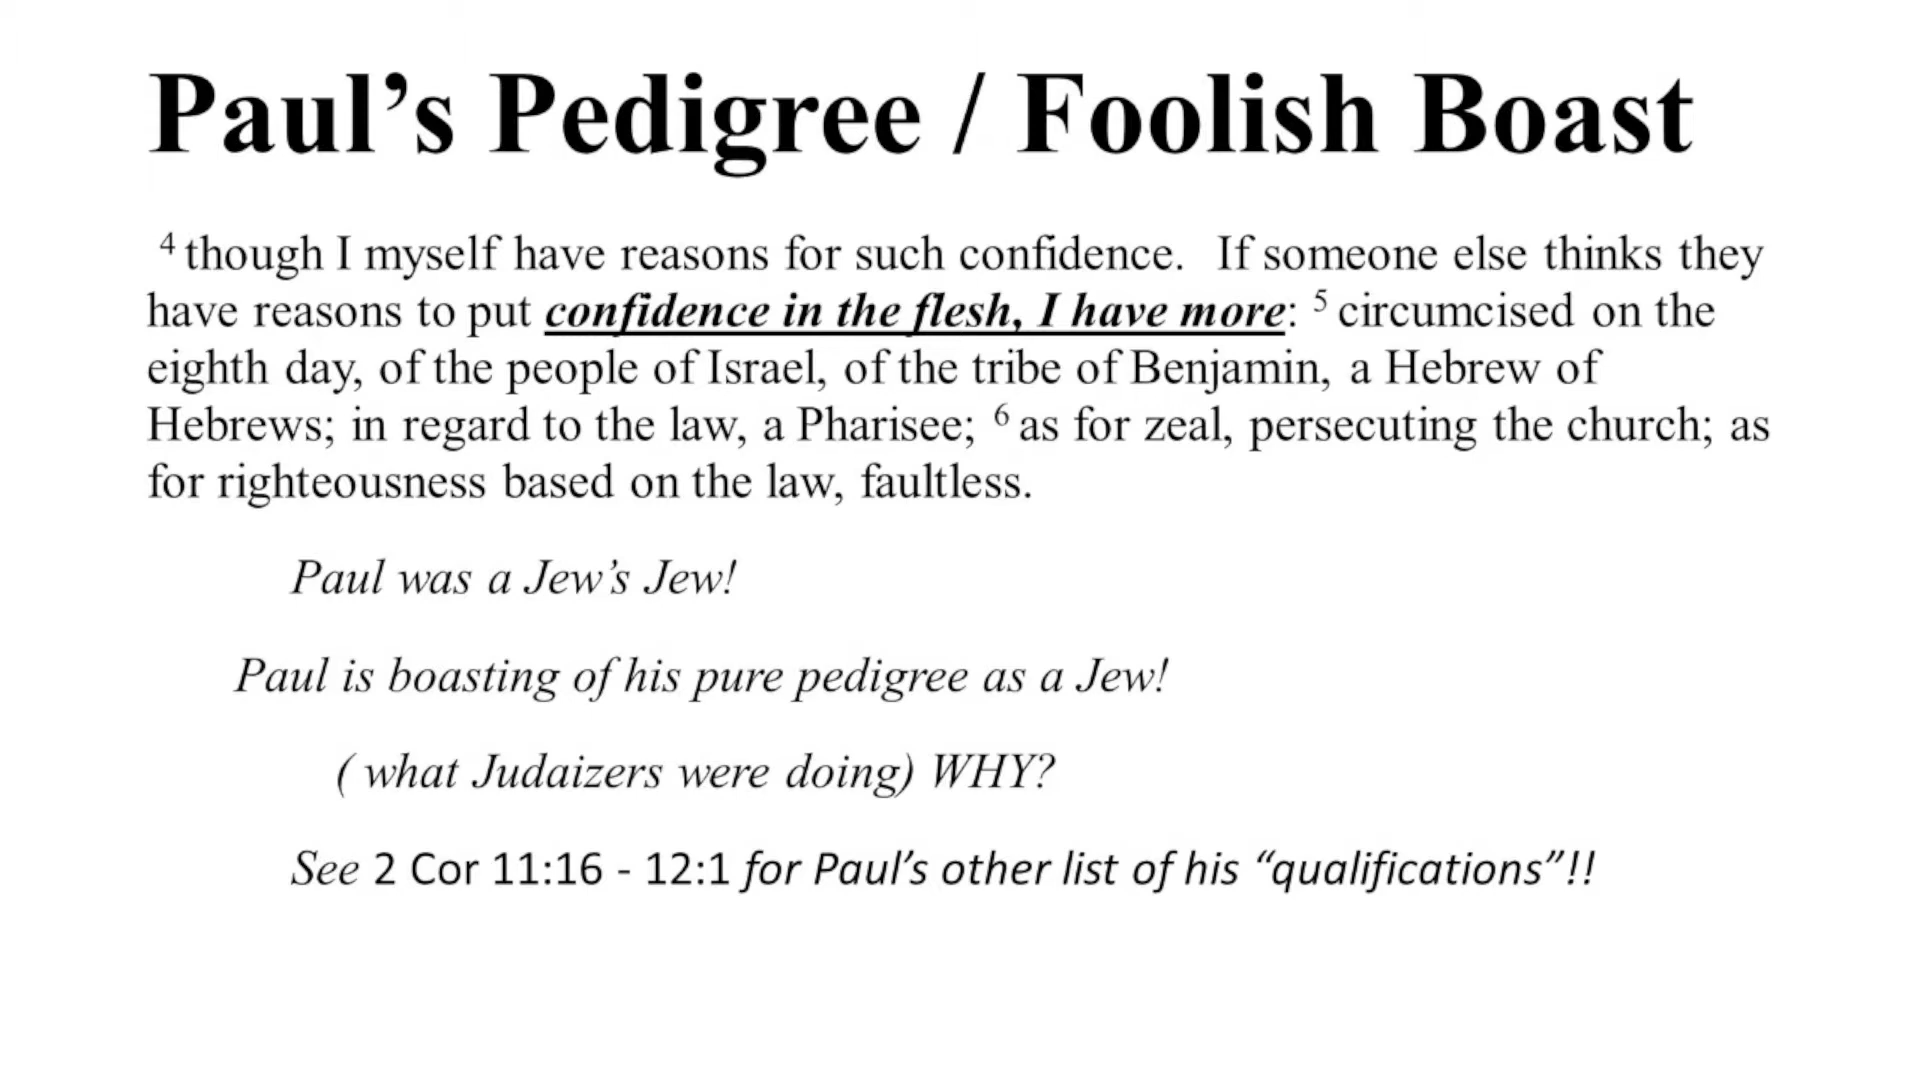 Paul’s Pedigree / Foolish Boast
⁴ though I myself have reasons for such confidence.  If someone else thinks they
have reasons to put confidence in the flesh, I have more: ⁵ circumcised on the
eighth day, of the people of Israel, of the tribe of Benjamin, a Hebrew of
Hebrews; in regard to the law, a Pharisee; ⁶ as for zeal, persecuting the church; as
for righteousness based on the law, faultless.
Paul was a Jew’s Jew!
Paul is boasting of his pure pedigree as a Jew!
( what Judaizers were doing) WHY?
See 2 Cor 11:16 - 12:1 for Paul’s other list of his “qualifications”!!